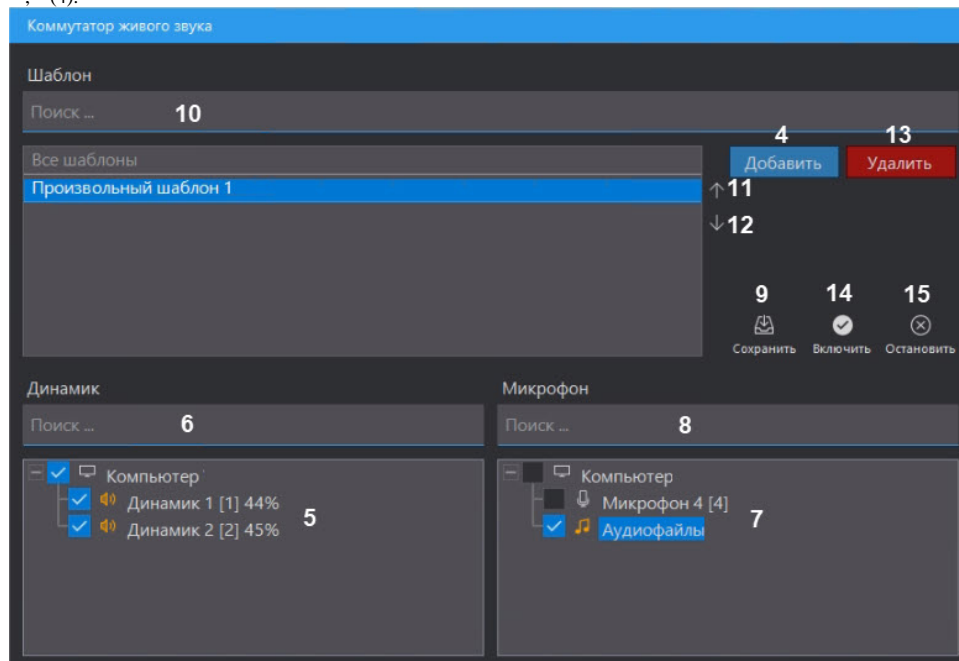 , (4).
Коммутатор живого звука
Шаблон
Поиск ... 10
4 13
Все шаблоны Добавить Удалить
Произвольный шаблон 1 11
12
9 14 15
Сохранить Включить Остановить
Динамик Микрофон
Поиск ... 6 Поиск ... 8
Компьютер Компьютер
Динамик 1 [1] 44% Микрофон 4 [4]
5 7
Динамик 2 [2] 45% Аудиофайлы